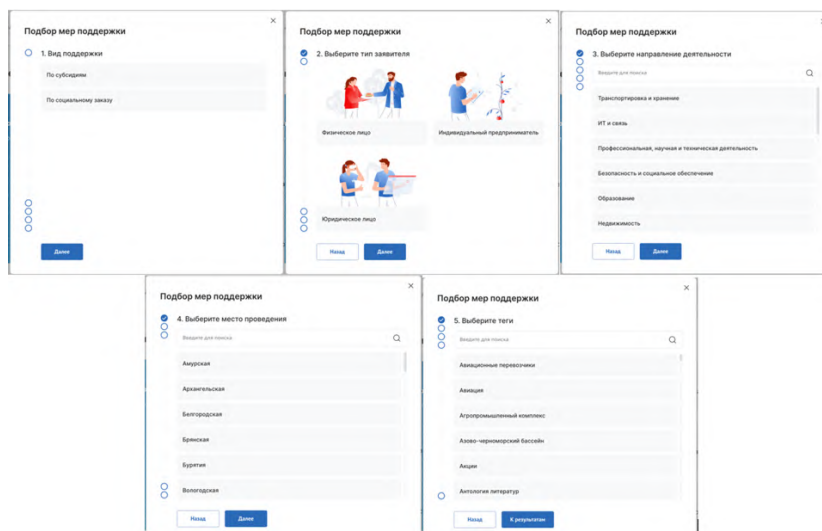 Подбор мер поддержки
1. Вид поддержки
По субсидиям
По социальному заказу
Далее
Подбор мер поддержки
2. Выберите тип заявителя
Физическое лицо
Индивидуальный предприниматель
Юридическое лицо
Назад
Далее
Подбор мер поддержки
3. Выберите направление деятельности
Введите для поиска
Транспортировка и хранение
ИТ и связь
Профессиональная, научная и техническая деятельность
Безопасность и социальное обеспечение
Образование
Недвижимость
Назад
Далее
Подбор мер поддержки
4. Выберите место проведения
Введите для поиска
Амурская
Архангельская
Белгородская
Брянская
Бурятия
Вологодская
Назад
Далее
Подбор мер поддержки
5. Выберите теги
Введите для поиска
Авиационные перевозчики
Авиация
Агропромышленный комплекс
Азово-черноморский бассейн
Акции
Антология литератур
Назад
К результатам